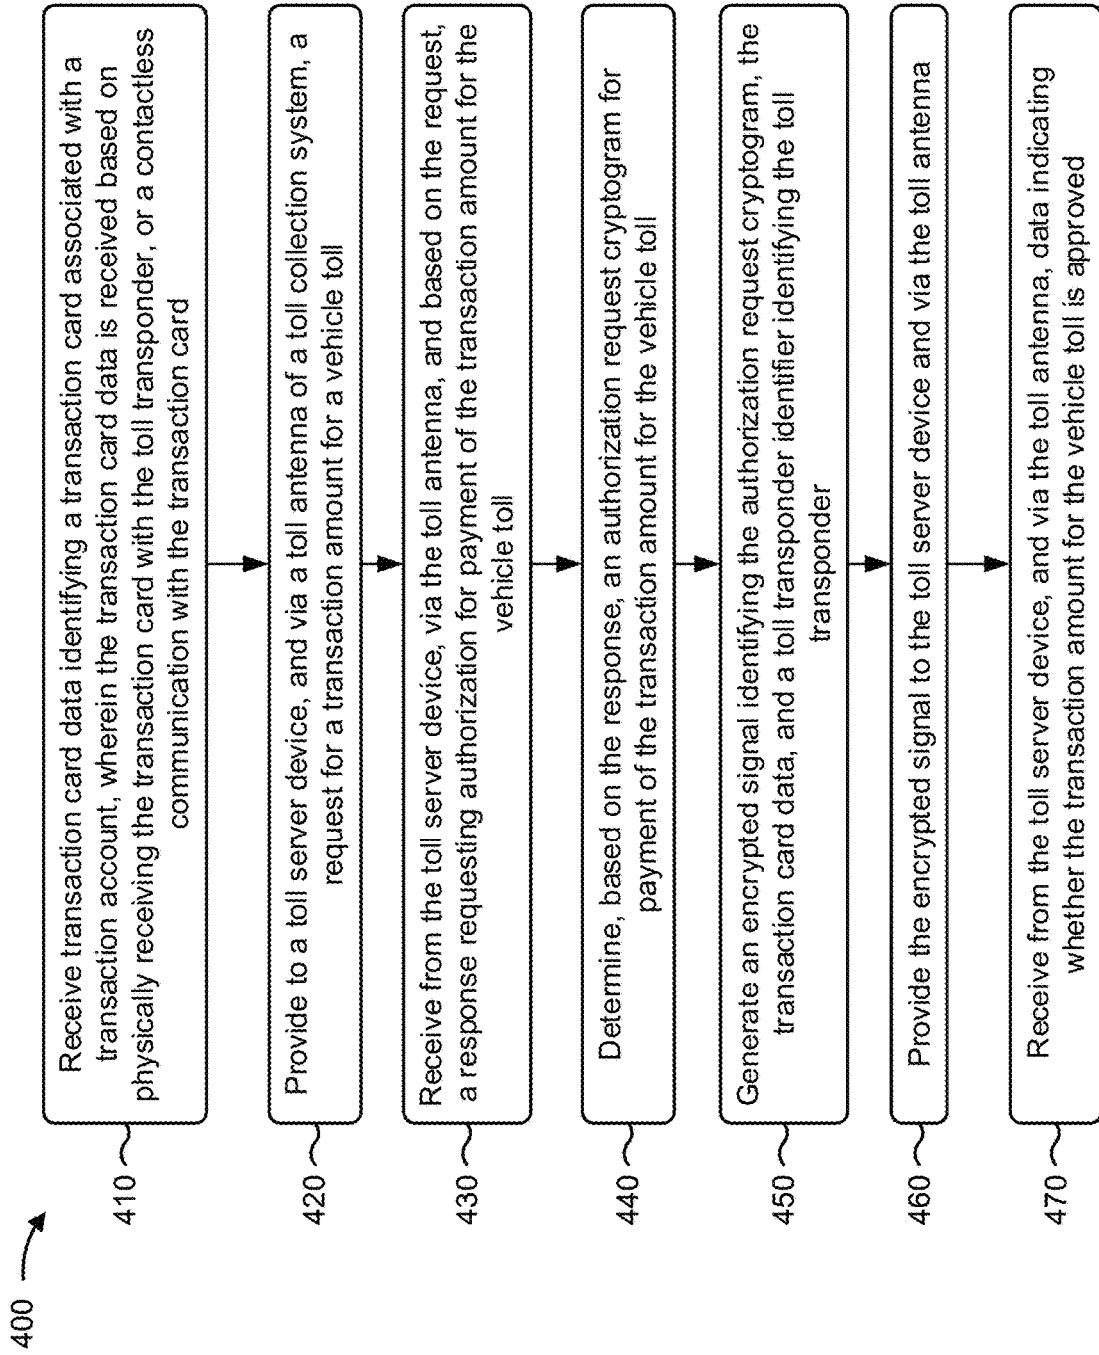 400
410
Receive transaction card data identifying a transaction card associated with a
transaction account, wherein the transaction card data is received based on
physically receiving the transaction card with the toll transponder, or a contactless
communication with the transaction card
420
Provide to a toll server device, and via a toll antenna of a toll collection system, a
request for a transaction amount for a vehicle toll
430
Receive from the toll server device, via the toll antenna, and based on the request,
a response requesting authorization for payment of the transaction amount for the
vehicle toll
440
Determine, based on the response, an authorization request cryptogram for
payment of the transaction amount for the vehicle toll
450
Generate an encrypted signal identifying the authorization request cryptogram, the
transaction card data, and a toll transponder identifier identifying the toll
transponder
460
Provide the encrypted signal to the toll server device and via the toll antenna
470
Receive from the toll server device, and via the toll antenna, data indicating
whether the transaction amount for the vehicle toll is approved